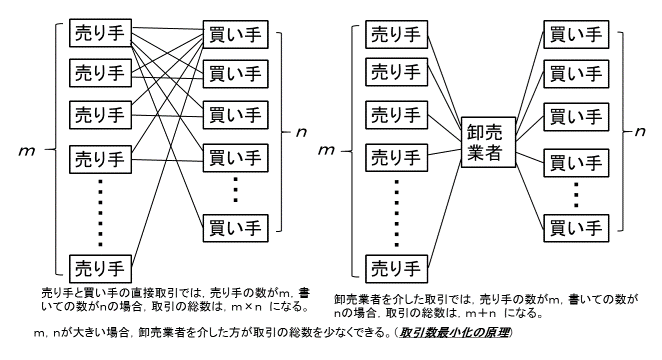 売り手
売り手
売り手
売り手
売り手
買い手
買い手
買い手
買い手
買い手
m
n
売り手と買い手の直接取引では，売り手の数がｍ，書
いての数がnの場合，取引の総数は，ｍ×ｎ になる。
売り手
売り手
売り手
売り手
売り手
卸売
業者
買い手
買い手
買い手
買い手
買い手
m
n
卸売業者を介した取引では，売り手の数がｍ，書いての数が
ｎの場合，取引の総数は，ｍ＋ｎ になる。
ｍ，ｎが大きい場合，卸売業者を介した方が取引の総数を少なくできる。（取引数最小化の原理）